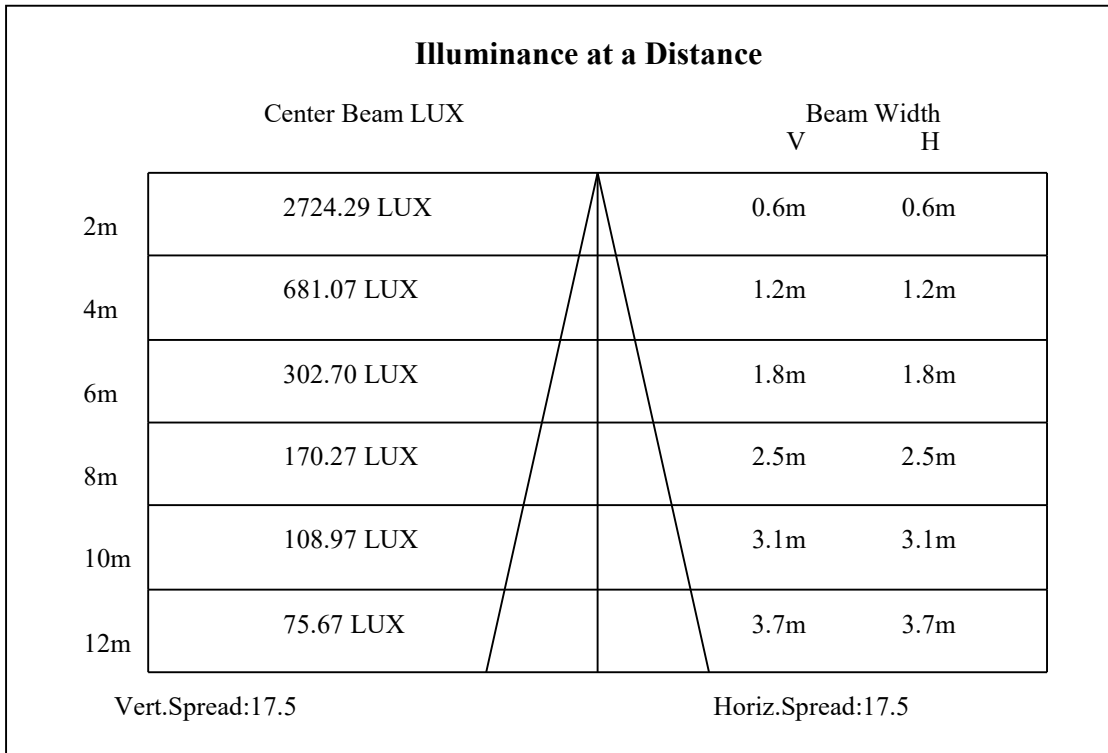 Illuminance at a Distance
Center Beam LUX Beam Width
V H
2m 2724.29 LUX 0.6m 0.6m
4m 681.07 LUX 1.2m 1.2m
6m 302.70 LUX 1.8m 1.8m
8m 170.27 LUX 2.5m 2.5m
10m 108.97 LUX 3.1m 3.1m
12m 75.67 LUX 3.7m 3.7m
Vert.Spread:17.5 Horiz.Spread:17.5